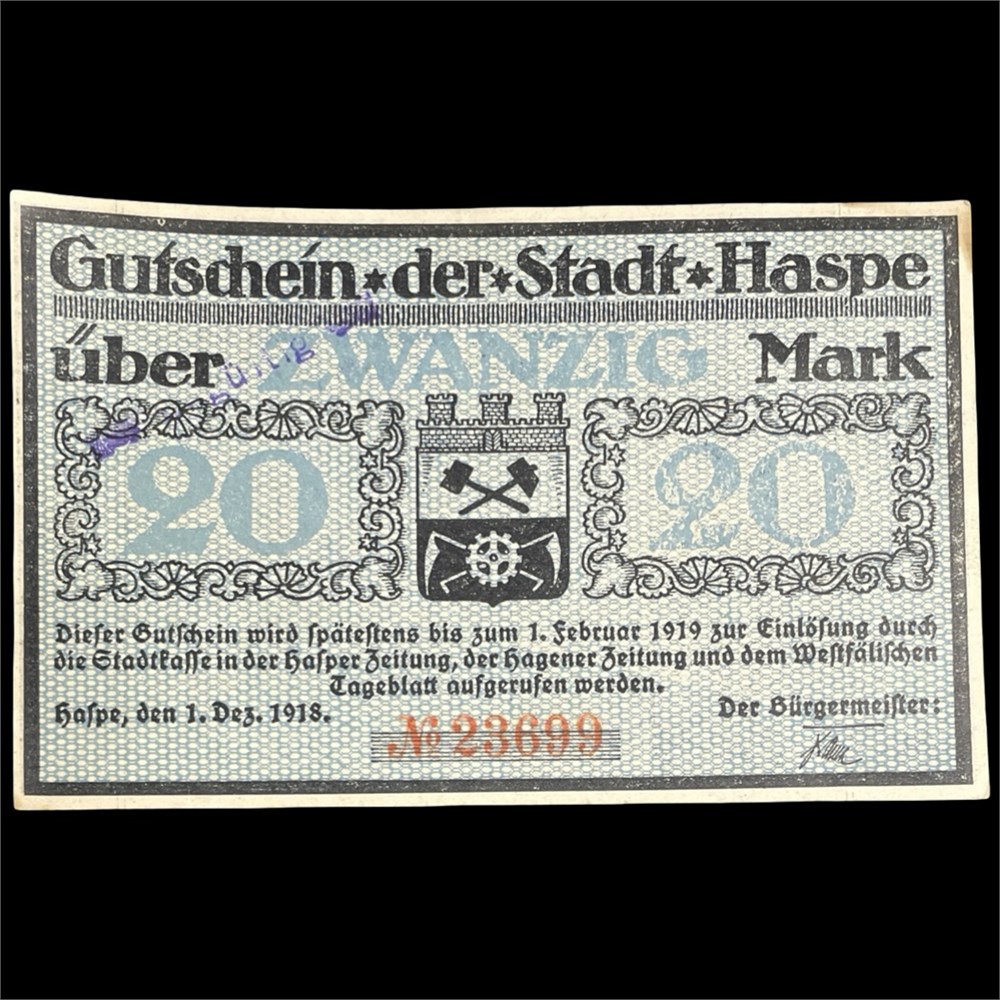 Gutschein * der * Stadt * Haspe
über ZWANZIG Mark
20 20
Dieser Gutschein wird spätestens bis zum 1. Februar 1919 zur Einlösung durch
die Stadtkasse in der Hasper Zeitung, der Hagener Zeitung und dem Westfälischen
Tageblatt aufgerufen werden.
Haspe, den 1. Dez. 1918.
Der Bürgermeister:
№ 23699